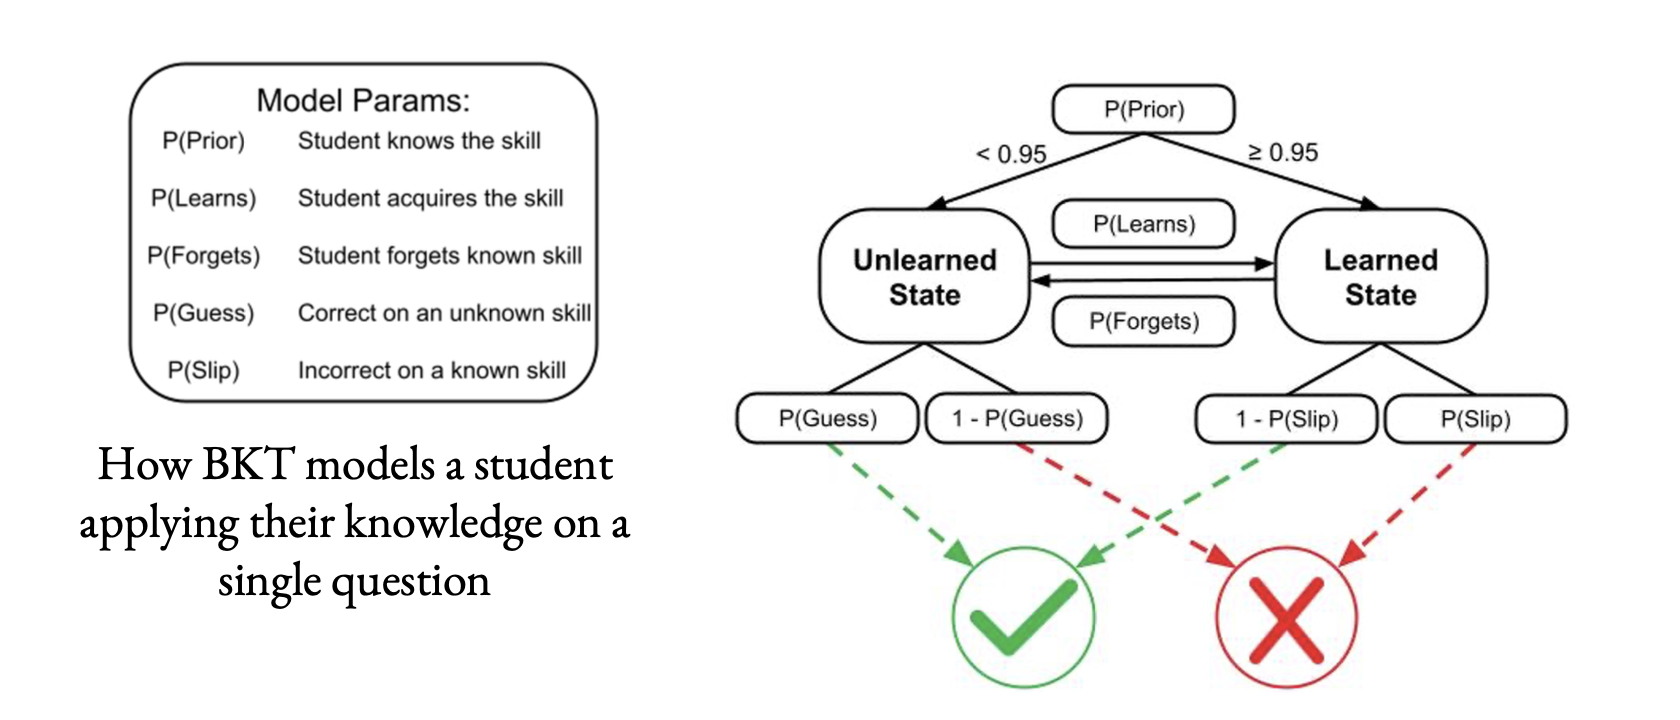 Model Params:
P(Prior) Student knows the skill
P(Learns) Student acquires the skill
P(Forgets) Student forgets known skill
P(Guess) Correct on an unknown skill
P(Slip) Incorrect on a known skill
How BKT models a student
applying their knowledge on a
single question
P(Prior)
< 0.95
≥ 0.95
Unlearned
State
P(Learns)
P(Forgets)
Learned
State
P(Guess)
1 - P(Guess)
1 - P(Slip)
P(Slip)